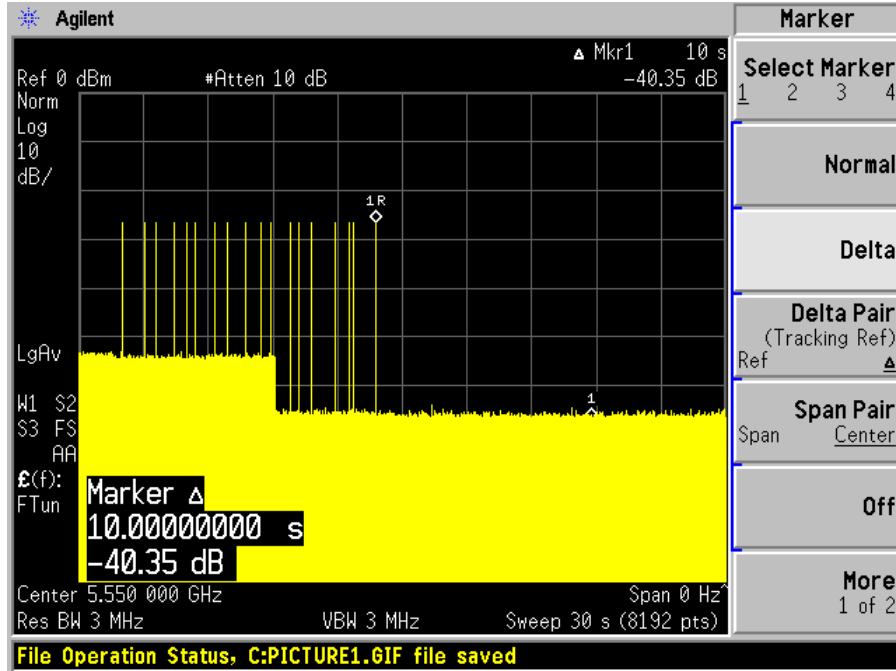 Agilent
Marker
Δ Mkr1 10 s
Ref 0 dBm #Atten 10 dB -40.35 dB
Norm
Log
10
dB/
1R
LgAv
1
W1 S2
S3 FS
AA
£(f):
FTun
Marker Δ
10.00000000 s
-40.35 dB
Center 5.550 000 GHz Span 0 Hz^
Res BW 3 MHz VBW 3 MHz Sweep 30 s (8192 pts)
File Operation Status, C:PICTURE1.GIF file saved
Select Marker
1 2 3 4
Normal
Delta
Delta Pair
(Tracking Ref)
Ref Δ
Span Pair
Span Center
Off
More
1 of 2